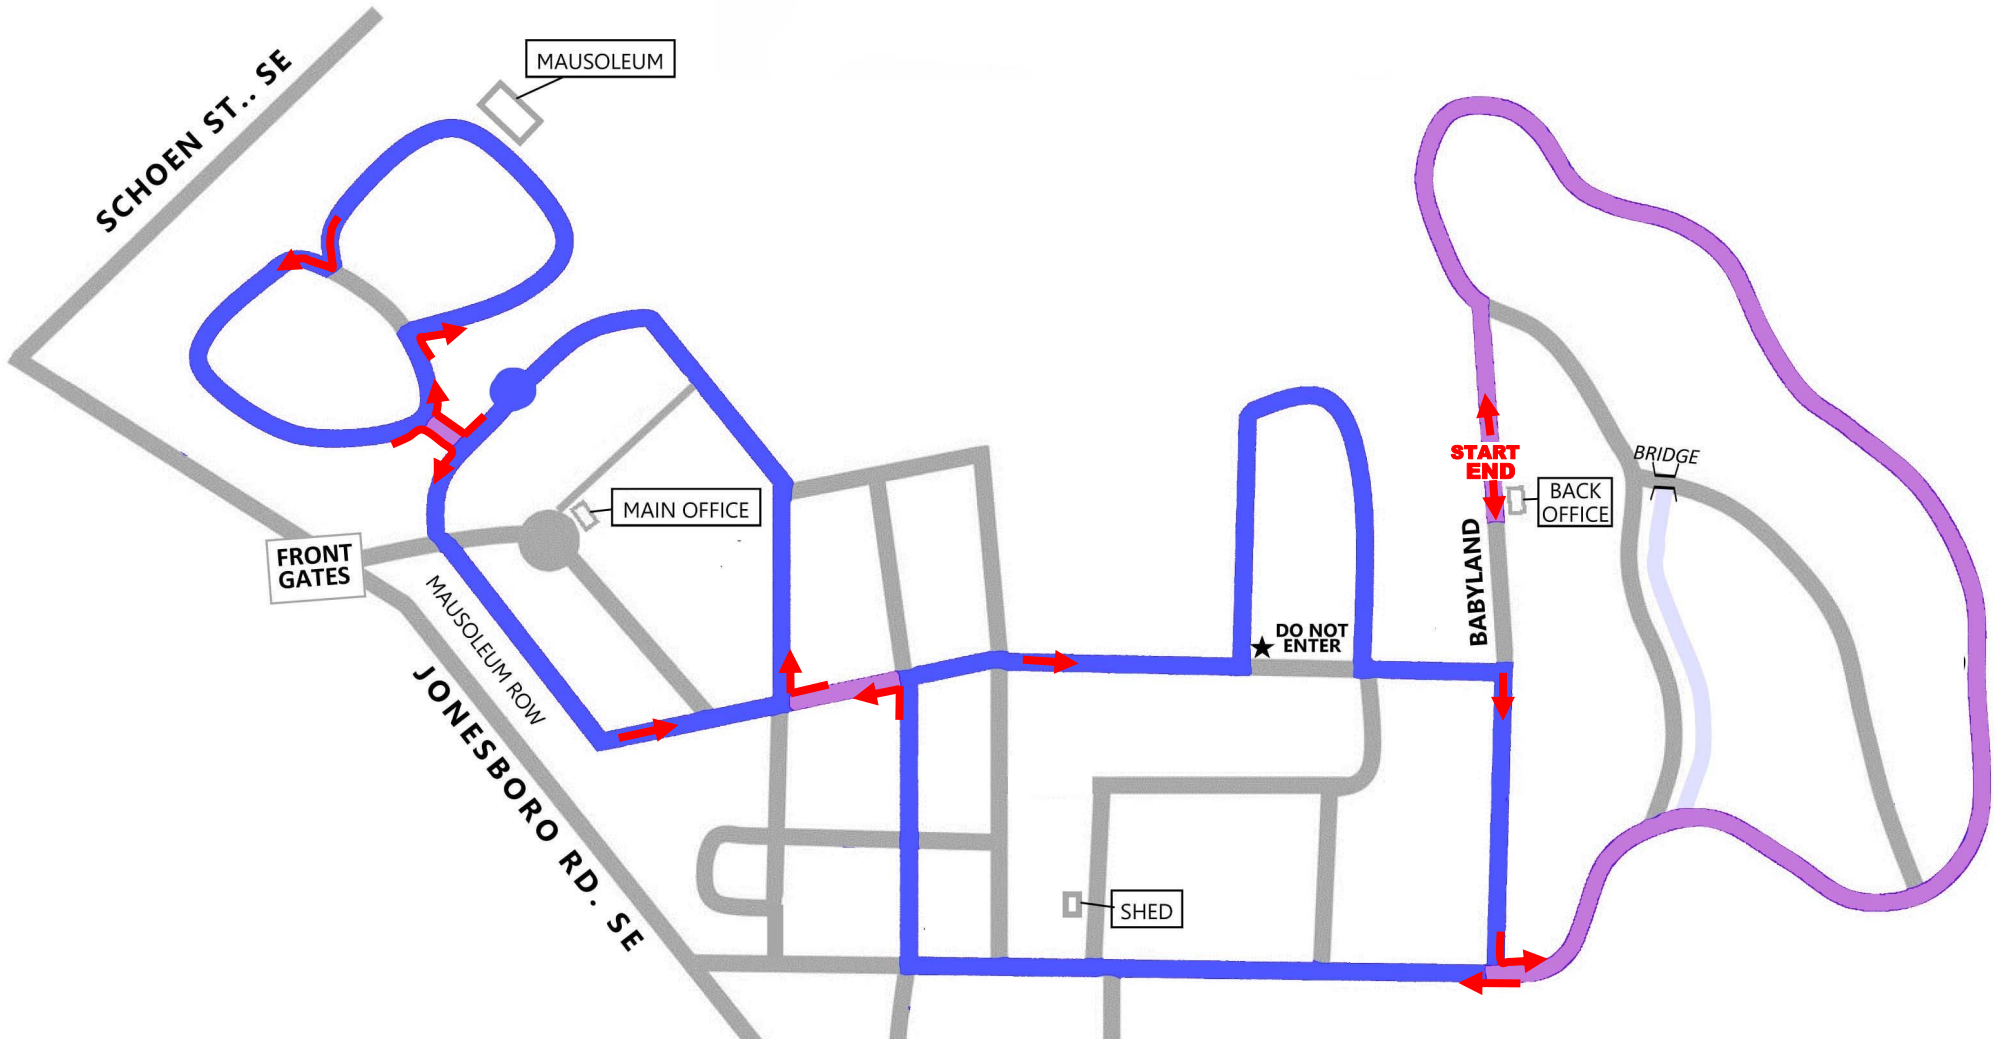 SCHOEN ST.. SE
MAUSOLEUM
MAIN OFFICE
FRONT
GATES
MAUSOLEUM ROW
JONESBORO RD. SE
DO NOT
ENTER
START
END
BACK
OFFICE
BABYLAND
BRIDGE
SHED